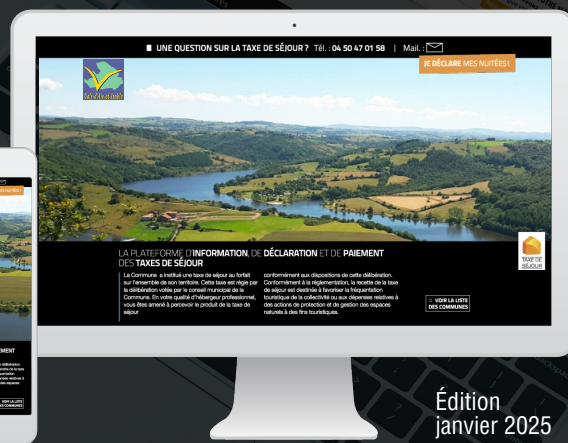 UNE QUESTION SUR LA TAXE DE SÉJOUR ? Tél. : 04 50 47 01 58 | Mail. :
JE DÉCLARE MES NUITÉES !
LA PLATEFORME D'INFORMATION, DE DÉCLARATION ET DE PAIEMENT
DES TAXES DE SÉJOUR
La Commune a institué une taxe de séjour au forfait
sur l'ensemble de son territoire. Cette taxe est régie par
la délibération votée par le conseil municipal de la
Commune. En votre qualité d'hébergeur professionnel,
vous êtes amené à percevoir le produit de la taxe de
séjour
conformément aux dispositions de cette délibération.
Conformément à la réglementation, la recette de la taxe
de séjour est destinée à favoriser la fréquentation
touristique de la collectivité ou aux dépenses relatives à
des actions de protection et de gestion des espaces
naturels à des fins touristiques.
TAXE DE
SÉJOUR
VOIR LA LISTE
DES COMMUNES
Édition
janvier 2025